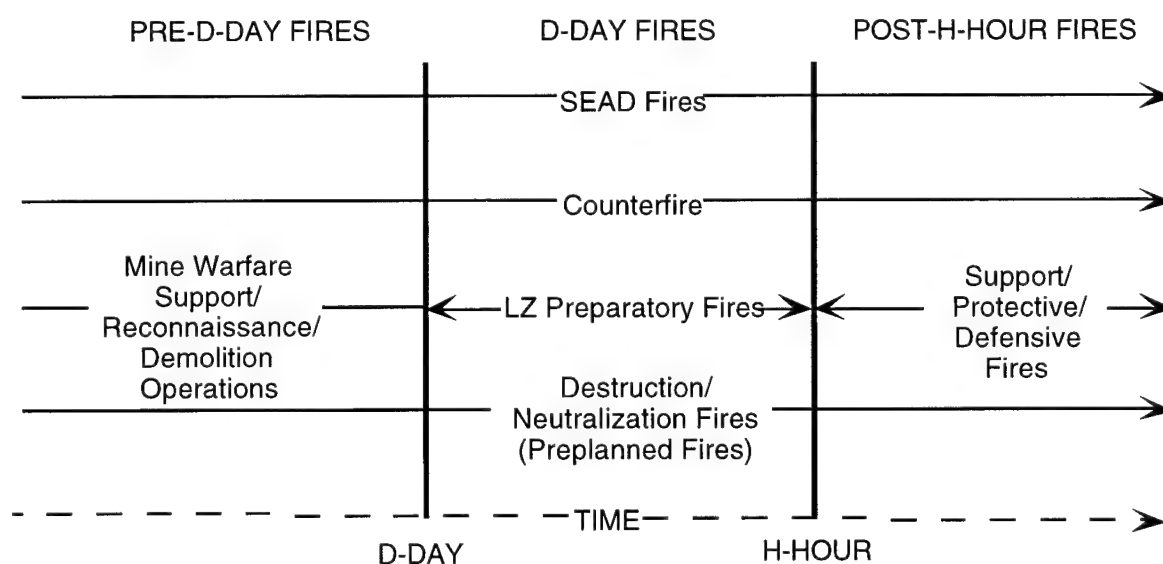 PRE-D-DAY FIRES
D-DAY FIRES
POST-H-HOUR FIRES
SEAD Fires
Counterfire
Mine Warfare
Support/
Reconnaissance/
Demolition
Operations
LZ Preparatory Fires
Support/
Protective/
Defensive
Fires
Destruction/
Neutralization Fires
(Preplanned Fires)
TIME
D-DAY
H-HOUR